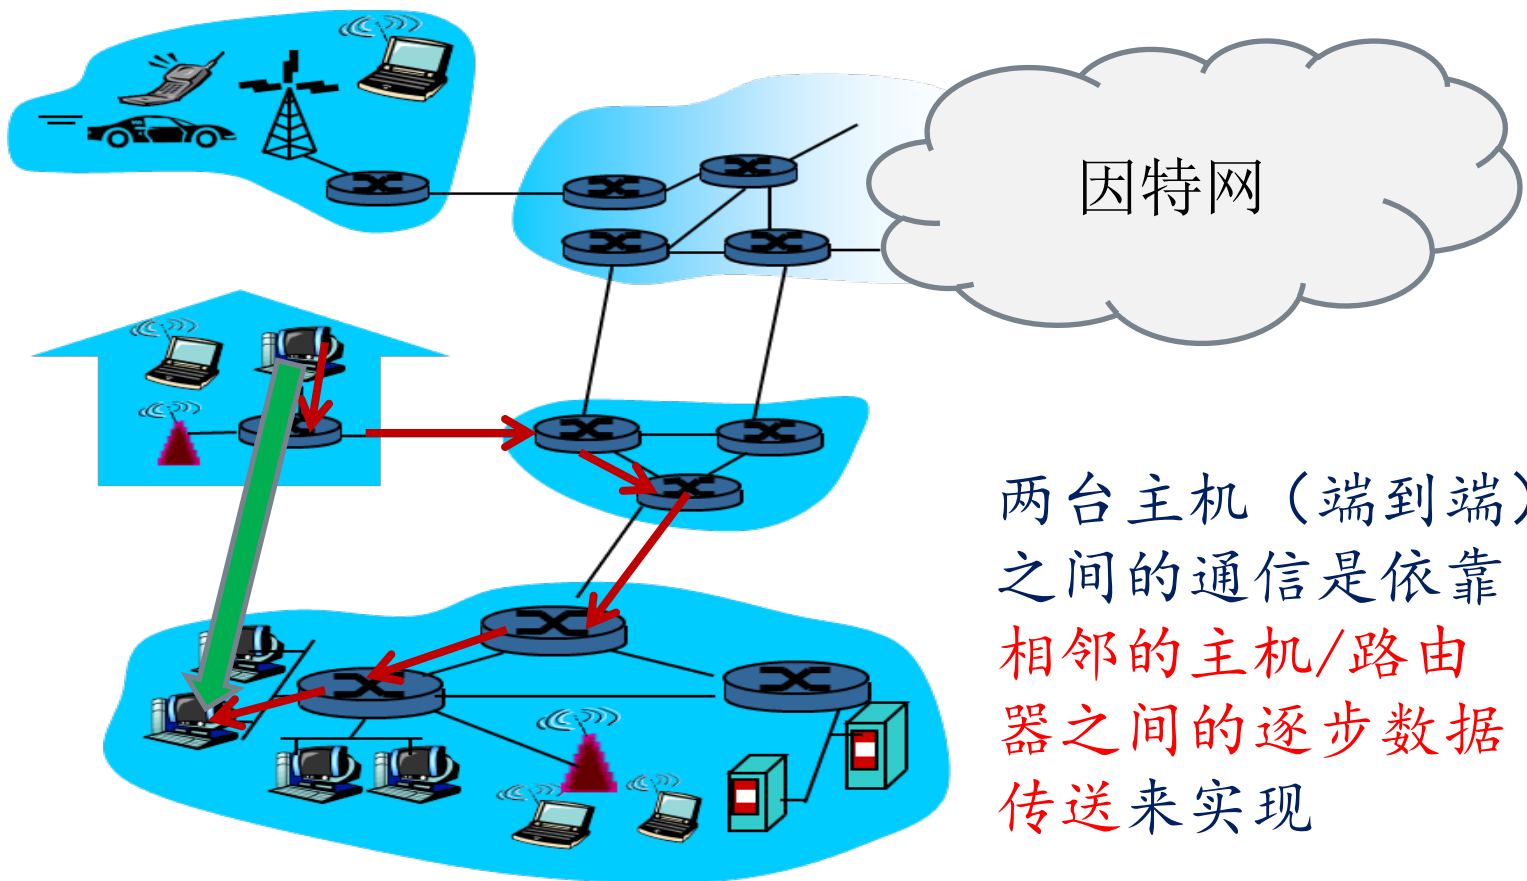 因特网
两台主机（端到端）
之间的通信是依靠
相邻的主机/路由
器之间的逐步数据
传送来实现